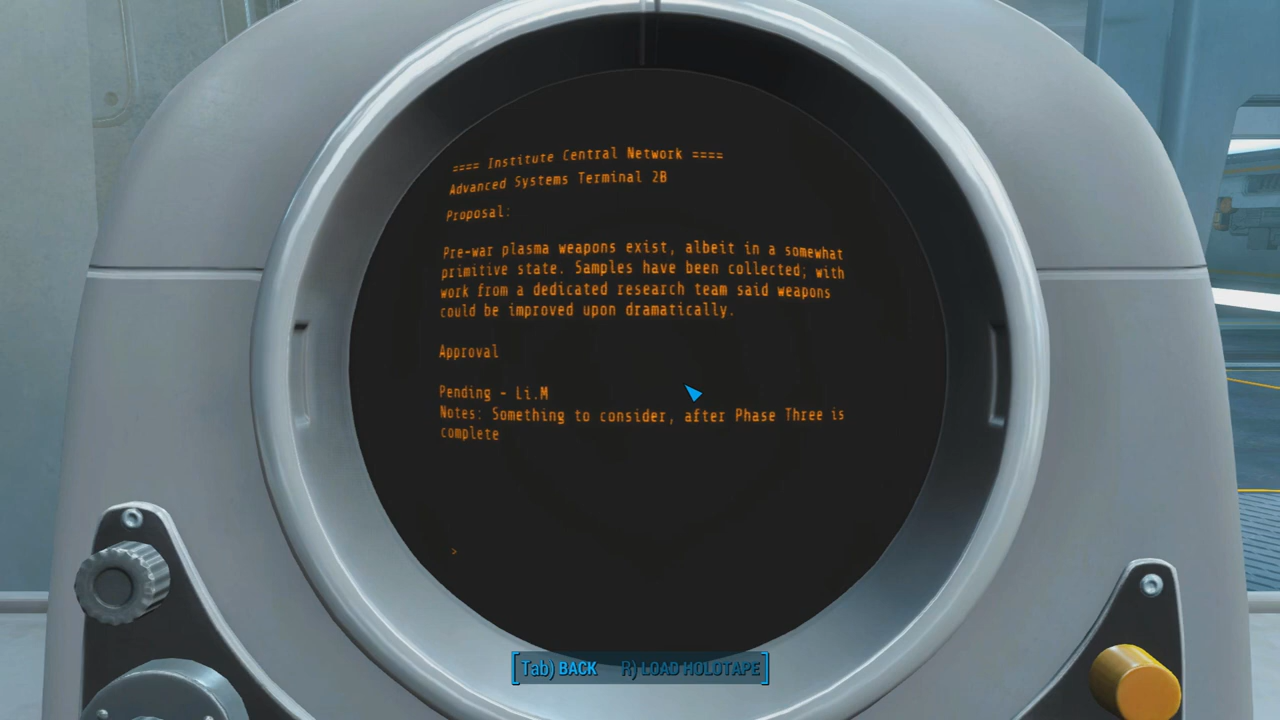 ==== Institute Central Network ====
Advanced Systems Terminal 2B
Proposal:
Pre-war plasma weapons exist, albeit in a somewhat
primitive state. Samples have been collected; with
work from a dedicated research team said weapons
could be improved upon dramatically.
Approval
Pending - Li.M
Notes: Something to consider, after Phase Three is
complete
>
Tab) BACK R) LOAD HOLOTAPE